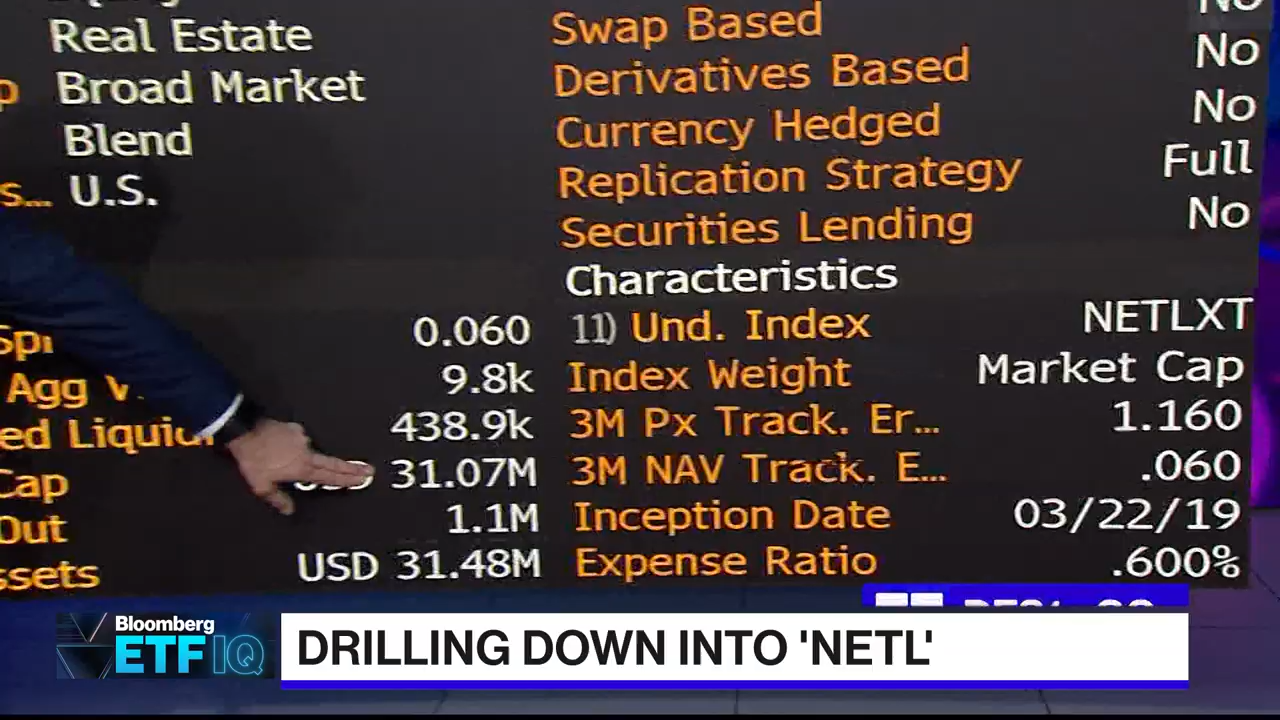 Real Estate
Swap Based
No
Broad Market
Derivatives Based
No
Blend
Currency Hedged
No
s... U.S.
Replication Strategy
Full
Securities Lending
No
Characteristics
0.060
11) Und. Index
NETLXT
Agg V.
9.8k
Index Weight
Market Cap
ed Liquid
438.9k
3M Px Track. Er...
1.160
Cap
31.07M
3M NAV Track. E...
.060
Out
1.1M
Inception Date
03/22/19
ssets
USD 31.48M
Expense Ratio
.600%
Bloomberg
ETF IQ
DRILLING DOWN INTO 'NETL'